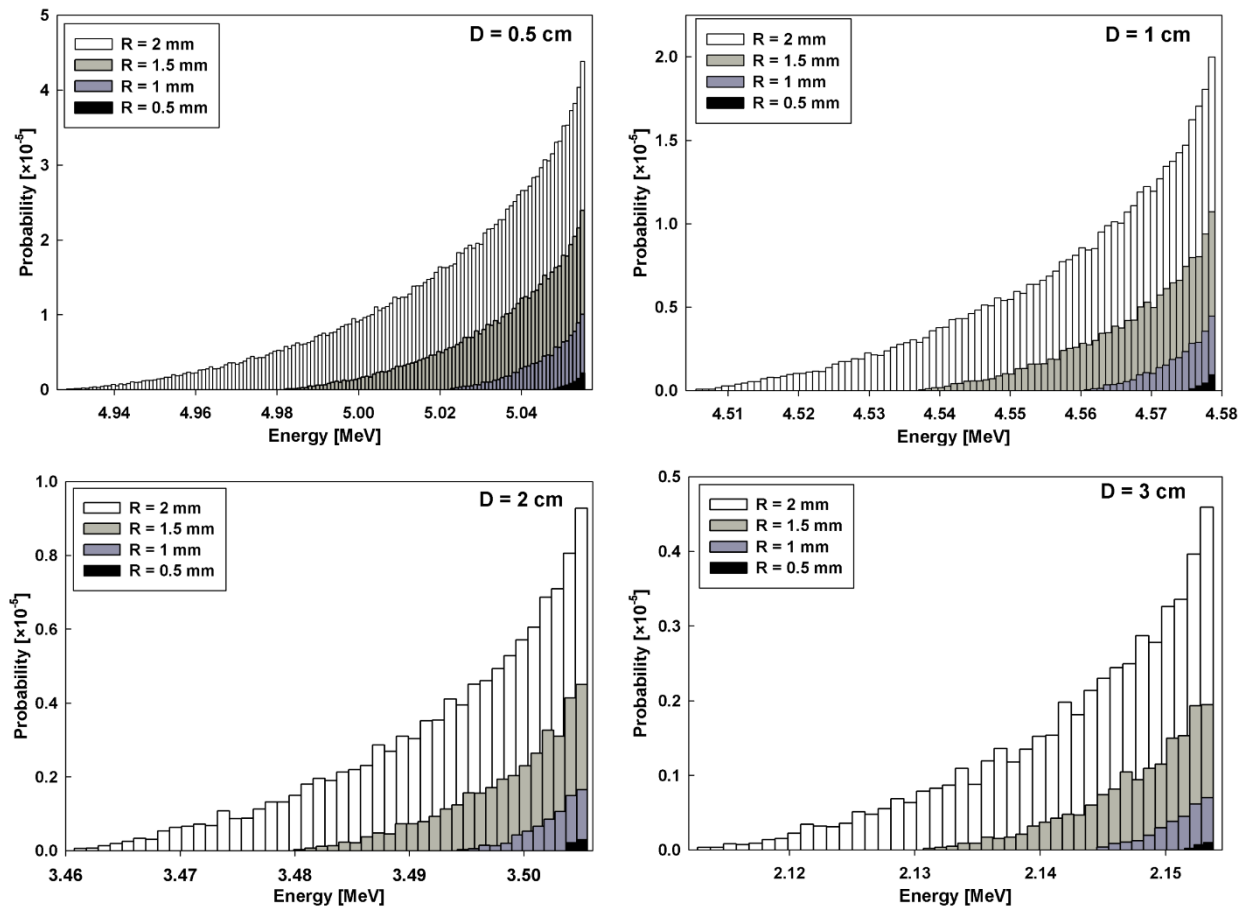 D = 0.5 cm
R = 2 mm
R = 1.5 mm
R = 1 mm
R = 0.5 mm
Probability [×10⁻⁵]
5
4
3
2
1
0
4.94 4.96 4.98 5.00 5.02 5.04
Energy [MeV]
D = 1 cm
R = 2 mm
R = 1.5 mm
R = 1 mm
R = 0.5 mm
Probability [×10⁻⁵]
2.0
1.5
1.0
0.5
0.0
4.51 4.52 4.53 4.54 4.55 4.56 4.57 4.58
Energy [MeV]
D = 2 cm
R = 2 mm
R = 1.5 mm
R = 1 mm
R = 0.5 mm
Probability [×10⁻⁵]
1.0
0.8
0.6
0.4
0.2
0.0
3.46 3.47 3.48 3.49 3.50
Energy [MeV]
D = 3 cm
R = 2 mm
R = 1.5 mm
R = 1 mm
R = 0.5 mm
Probability [×10⁻⁵]
0.5
0.4
0.3
0.2
0.1
0.0
2.12 2.13 2.14 2.15
Energy [MeV]